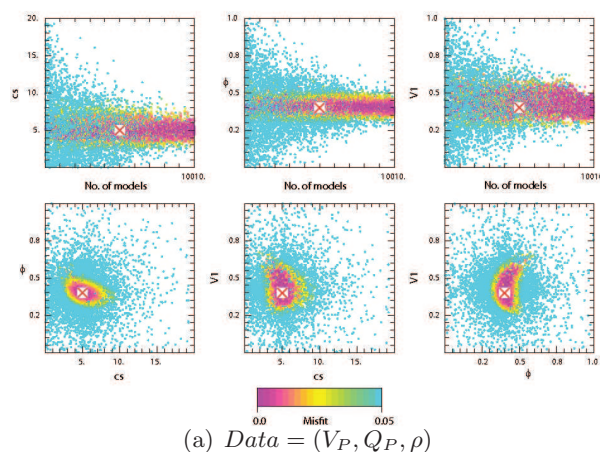 20. 1.0 1.0
15. 0.8 0.8
cs 10. ϕ 0.5 V1 0.5
5. 0.2 0.2
10010. 10010. 10010.
No. of models No. of models No. of models
0.8 0.8 0.8
ϕ 0.5 V1 0.5 V1 0.5
0.2 0.2 0.2
5. 10. 15. 5. 10. 15. 0.2 0.5 0.8 1.0
cs cs ϕ
0.0 Misfit 0.05
(a) Data = (V_P, Q_P, ρ)